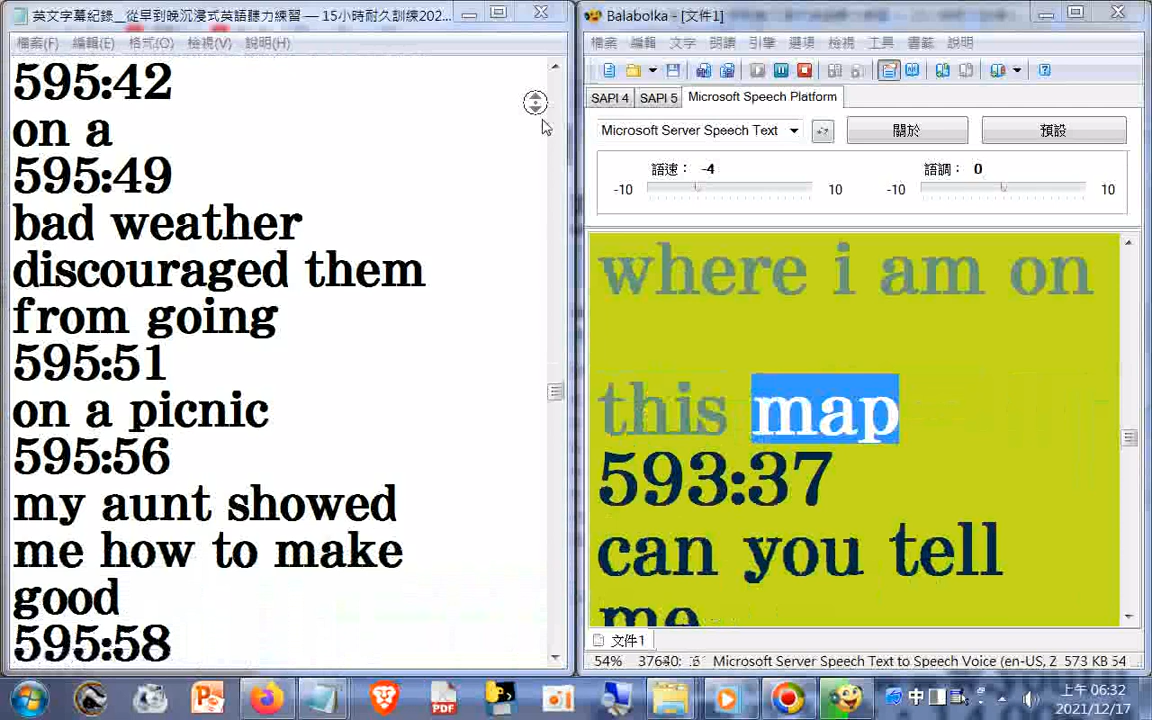 英文字幕紀錄__從早到晚沉浸式英語聽力練習 — 15小時耐久訓練202...
檔案(F) 編輯(E) 格式(O) 檢視(V) 說明(H)
595:42
on a
595:49
bad weather
discouraged them
from going
595:51
on a picnic
595:56
my aunt showed
me how to make
good
595:58
Balabolka - [文件1]
檔案 編輯 文字 朗讀 引擎 選項 檢視 工具 書籤 說明
SAPI 4 SAPI 5 Microsoft Speech Platform
Microsoft Server Speech Text 關於 預設
語速： -4 語調： 0
-10 10 -10 10
where i am on
this map
593:37
can you tell
me
文件1
54% Microsoft Server Speech Text to Speech Voice (en-US, 2 573 KB 54
PDF
中
上午 06:32
2021/12/17